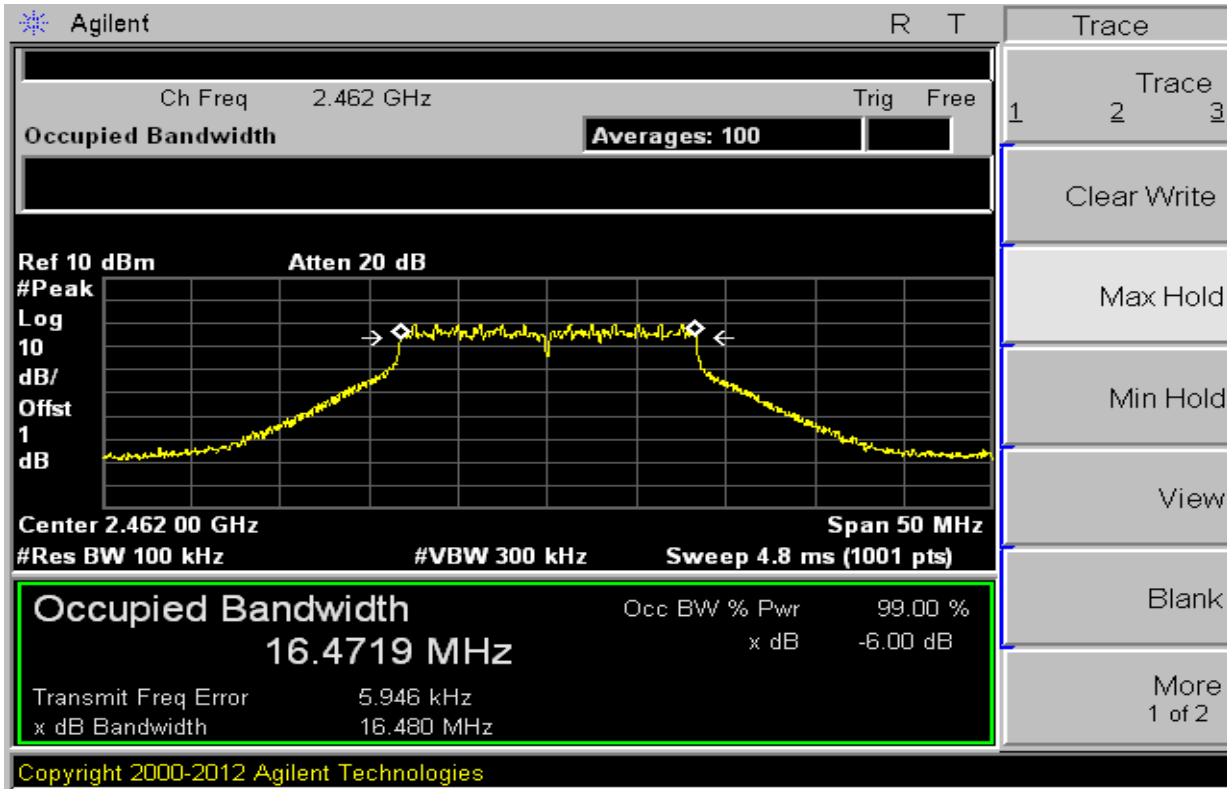 Agilent R T Trace
Ch Freq 2.462 GHz Trig Free
Occupied Bandwidth Averages: 100
Ref 10 dBm Atten 20 dB
#Peak
Log
10
dB/
Offst
1
dB
Center 2.462 00 GHz Span 50 MHz
#Res BW 100 kHz #VBW 300 kHz Sweep 4.8 ms (1001 pts)
Occupied Bandwidth Occ BW % Pwr 99.00 %
16.4719 MHz x dB -6.00 dB
Transmit Freq Error 5.946 kHz
x dB Bandwidth 16.480 MHz
Copyright 2000-2012 Agilent Technologies
Trace
1 2 3
Clear Write
Max Hold
Min Hold
View
Blank
More
1 of 2